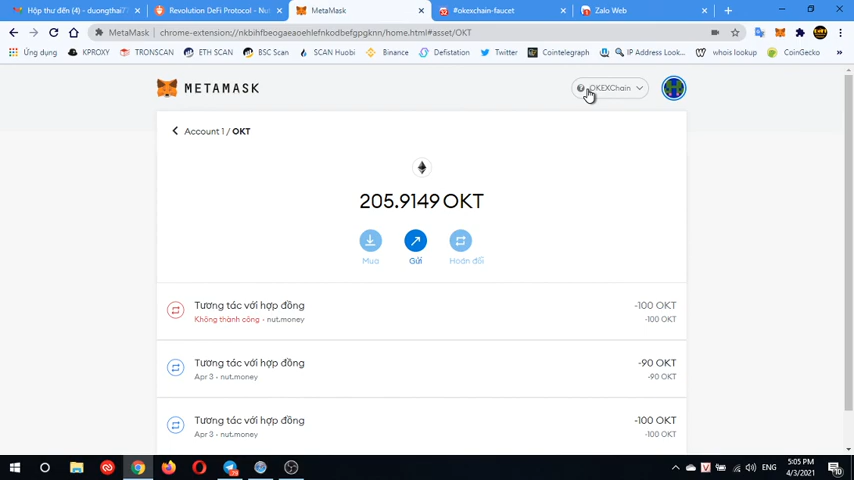 Hộp thư đến (4) - duongthai77
Revolution DeFi Protocol - Nut
MetaMask
#okexchain-faucet
Zalo Web
MetaMask | chrome-extension://nkbihfbeogaeaoehlefnkodbefgpgknn/home.html#asset/OKT
Ứng dụng KPROXY TRONSCAN ETH SCAN BSC Scan SCAN Huobi Binance Defistation Twitter Cointelegraph IP Address Look... whois lookup CoinGecko
METAMASK
OKEXChain
Account 1 / OKT
205.9149 OKT
Mua Gửi Hoán đổi
Tương tác với hợp đồng -100 OKT
Không thành công · nut.money -100 OKT
Tương tác với hợp đồng -90 OKT
Apr 3 · nut.money -90 OKT
Tương tác với hợp đồng -100 OKT
Apr 3 · nut.money -100 OKT
ENG
5:05 PM
4/3/2021